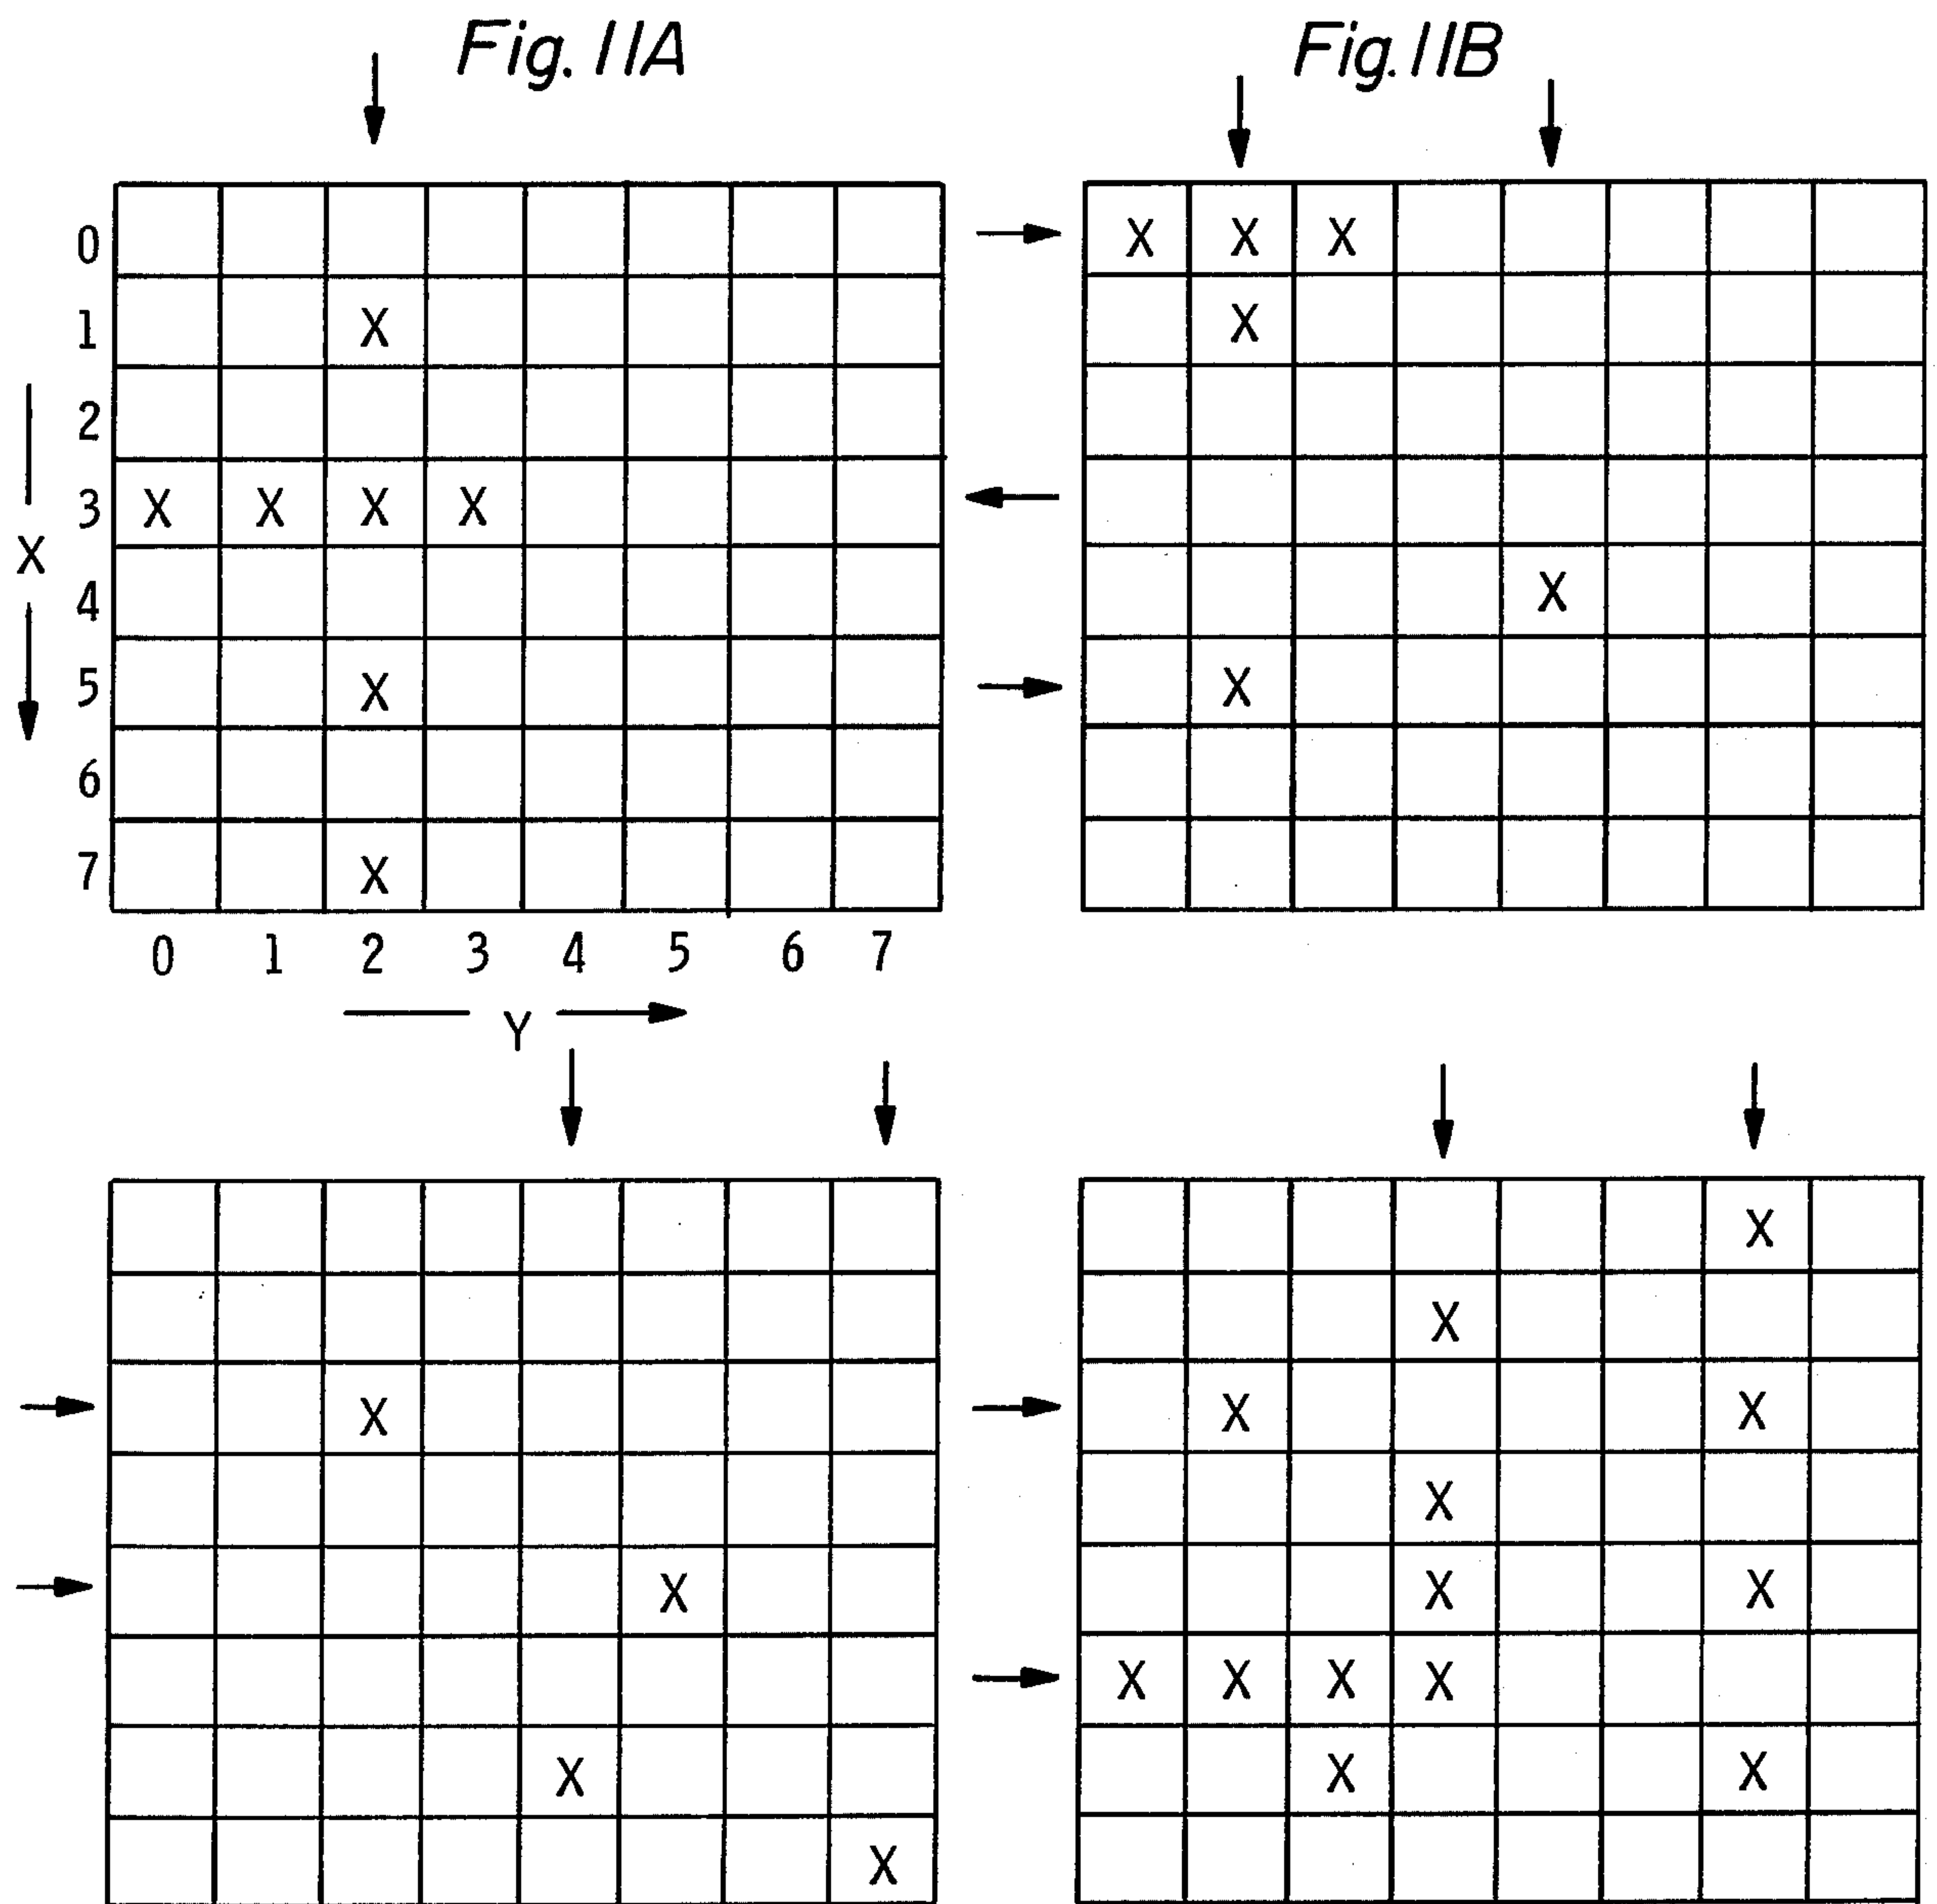 Fig. 11A Fig. 11B
0 X X X
1 X X
2
3 X X X X
X
4 X
5 X X
6
7 X
0 1 2 3 4 5 6 7
Y
X
X
X X X
X
X X X
X X X X
X X X
X